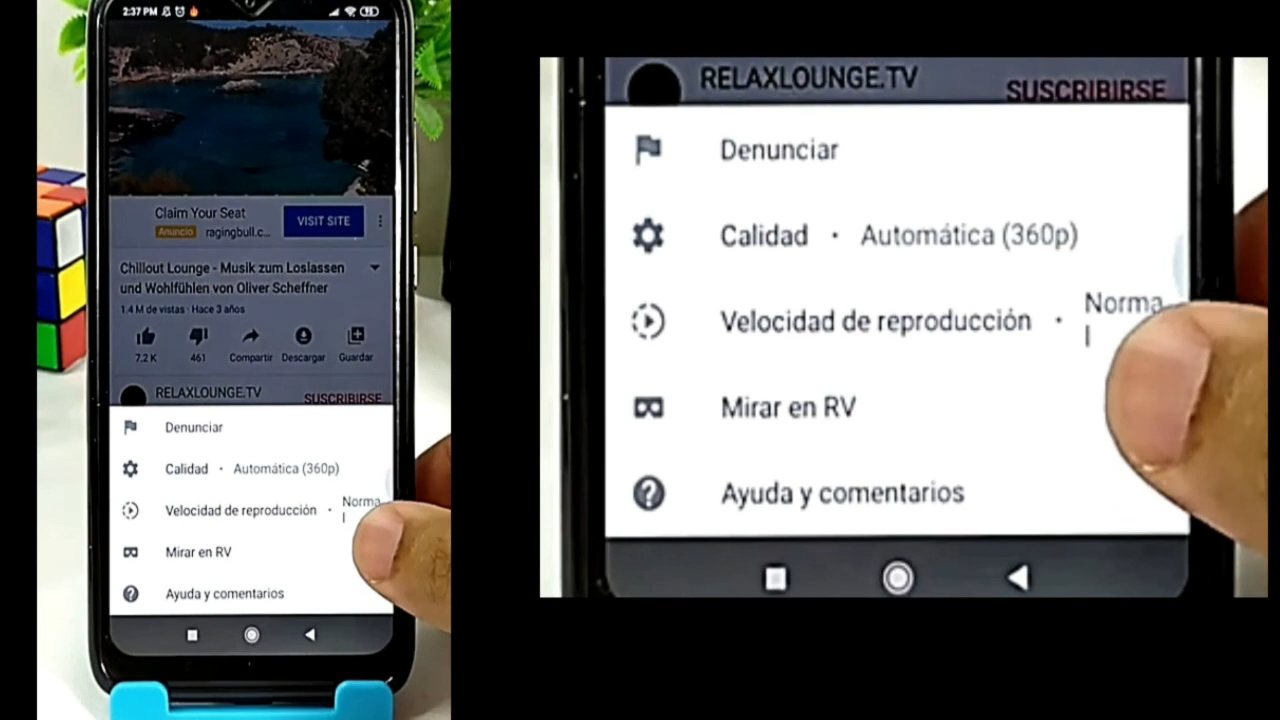 2:37 PM
Claim Your Seat
Anuncio ragingbull.c...
VISIT SITE
Chillout Lounge - Musik zum Loslassen
und Wohlfühlen von Oliver Scheffner
1.4 M de vistas · Hace 3 años
7.2 K
461
Compartir
Descargar
Guardar
RELAXLOUNGE.TV
SUSCRIBIRSE
Denunciar
Calidad · Automática (360p)
Velocidad de reproducción · Norma
l
Mirar en RV
Ayuda y comentarios
RELAXLOUNGE.TV
SUSCRIBIRSE
Denunciar
Calidad · Automática (360p)
Velocidad de reproducción · Norma
l
Mirar en RV
Ayuda y comentarios